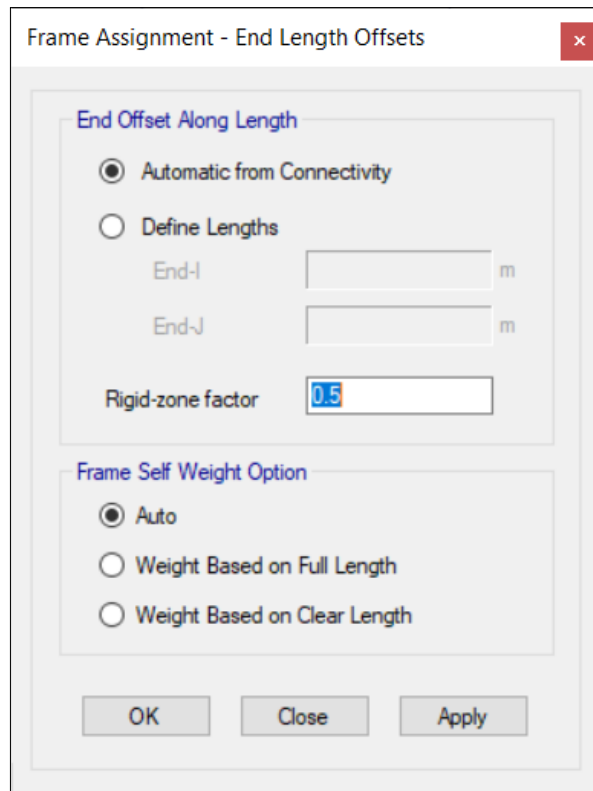 Frame Assignment - End Length Offsets
×
End Offset Along Length
Automatic from Connectivity
Define Lengths
End-I m
End-J m
Rigid-zone factor 0.5
Frame Self Weight Option
Auto
Weight Based on Full Length
Weight Based on Clear Length
OK Close Apply